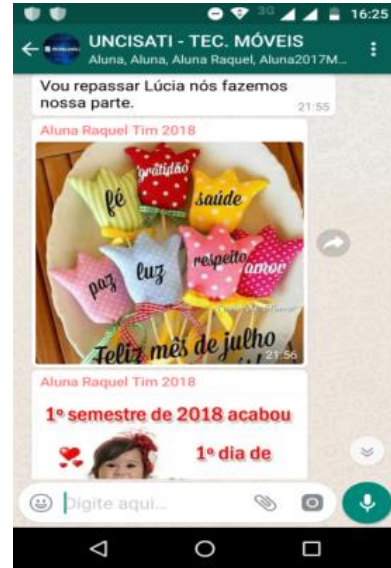 3G 16:25
UNCISATI - TEC. MÓVEIS
Aluna, Aluna, Aluna Raquel, Aluna2017M...
Vou repassar Lúcia nós fazemos
nossa parte.
21:55
Aluna Raquel Tim 2018
gratidão
fé
saúde
respeito
amor
luz
paz
Feliz mês de julho
21:56
Aluna Raquel Tim 2018
1º semestre de 2018 acabou
1º dia de
Digite aqui...